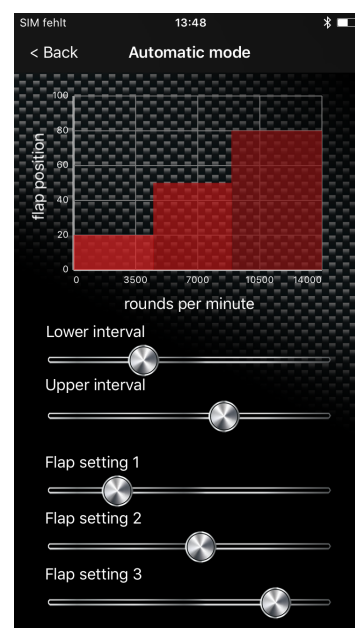 SIM fehlt 13:48
< Back Automatic mode
100
80
60
40
20
0
flap position
0 3500 7000 10500 14000
rounds per minute
Lower interval
Upper interval
Flap setting 1
Flap setting 2
Flap setting 3